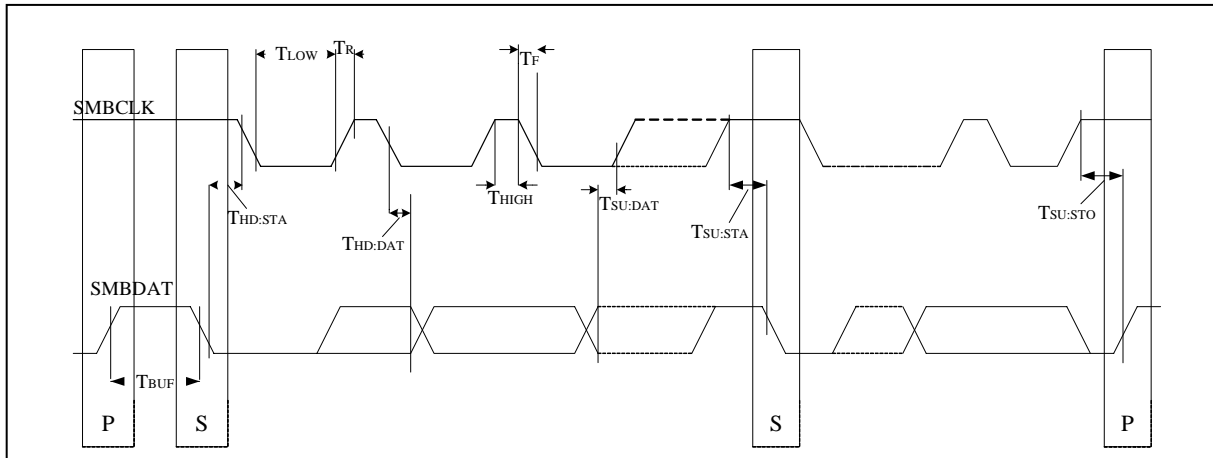 TLOW
TR
TF
SMBCLK
THD:STA
THD:DAT
THIGH
TSU:DAT
TSU:STA
TSU:STO
SMBDAT
TBUF
P
S
S
P